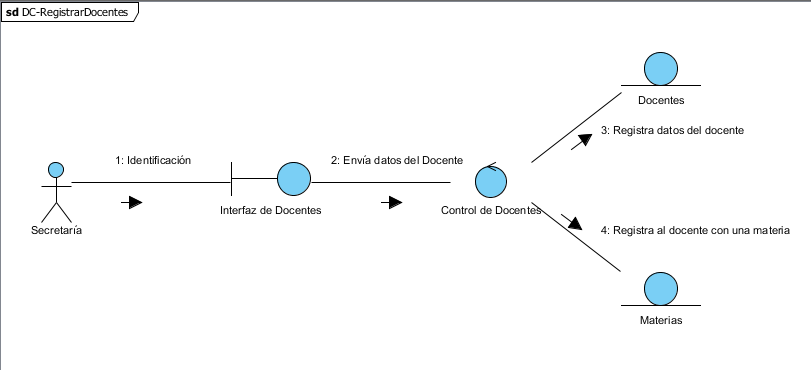 sd DC-RegistrarDocentes
Docentes
3: Registra datos del docente
1: Identificación
2: Envía datos del Docente
Secretaría
Interfaz de Docentes
Control de Docentes
4: Registra al docente con una materia
Materias